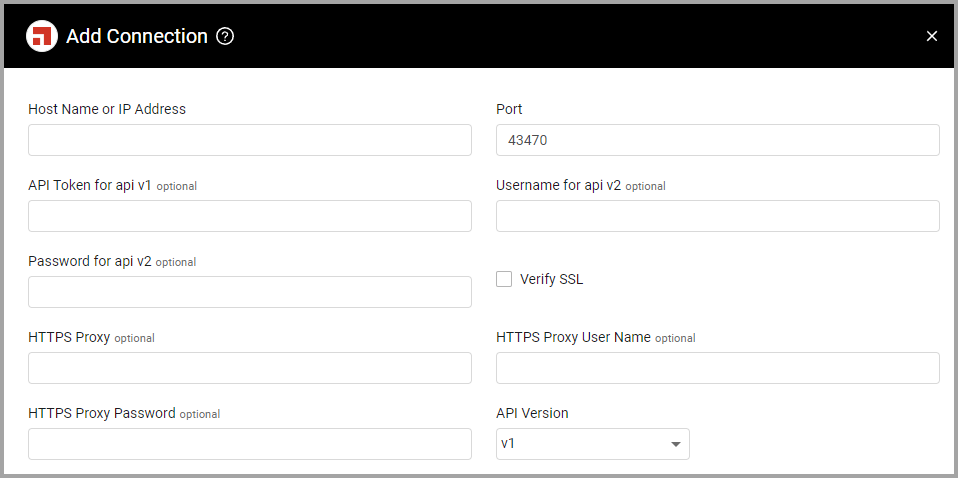 Add Connection ?
Host Name or IP Address
Port
43470
API Token for api v1 optional
Username for api v2 optional
Password for api v2 optional
Verify SSL
HTTPS Proxy optional
HTTPS Proxy User Name optional
HTTPS Proxy Password optional
API Version
v1